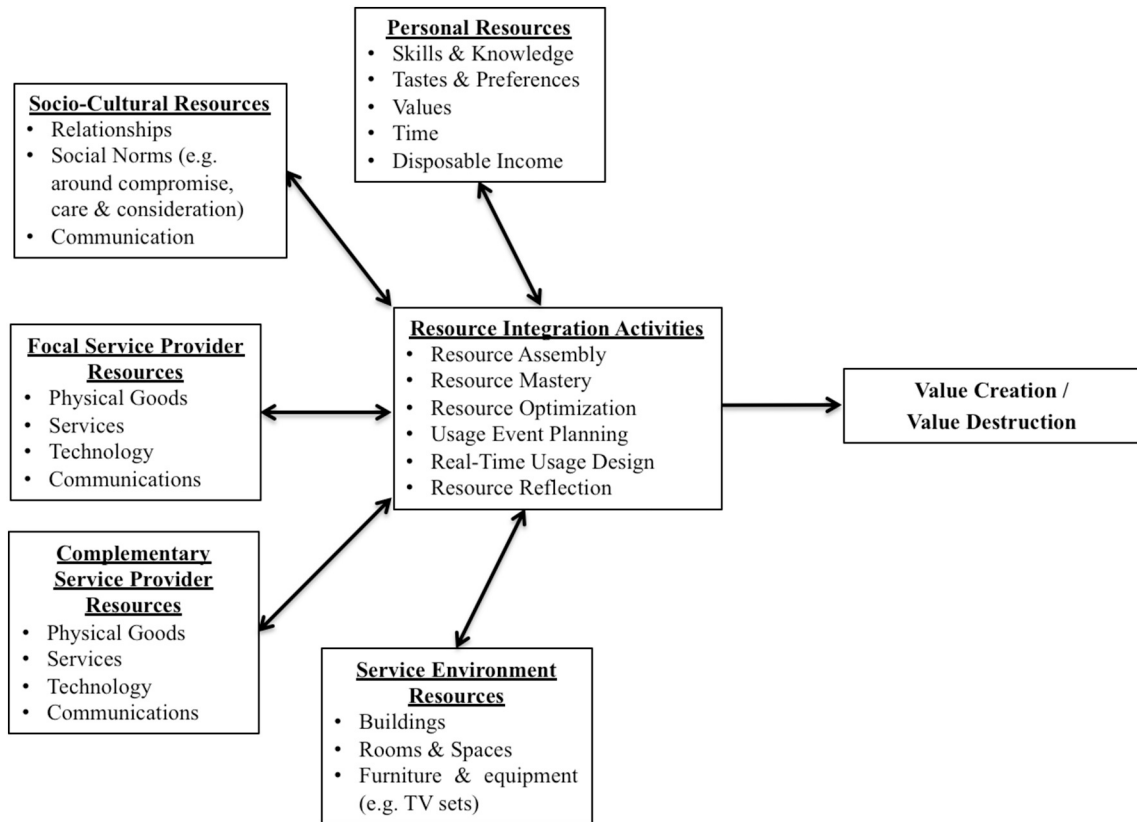 Personal Resources
• Skills & Knowledge
• Tastes & Preferences
• Values
• Time
• Disposable Income
Socio-Cultural Resources
• Relationships
• Social Norms (e.g.
around compromise,
care & consideration)
• Communication
Focal Service Provider
Resources
• Physical Goods
• Services
• Technology
• Communications
Resource Integration Activities
• Resource Assembly
• Resource Mastery
• Resource Optimization
• Usage Event Planning
• Real-Time Usage Design
• Resource Reflection
Value Creation /
Value Destruction
Complementary
Service Provider
Resources
• Physical Goods
• Services
• Technology
• Communications
Service Environment
Resources
• Buildings
• Rooms & Spaces
• Furniture & equipment
(e.g. TV sets)